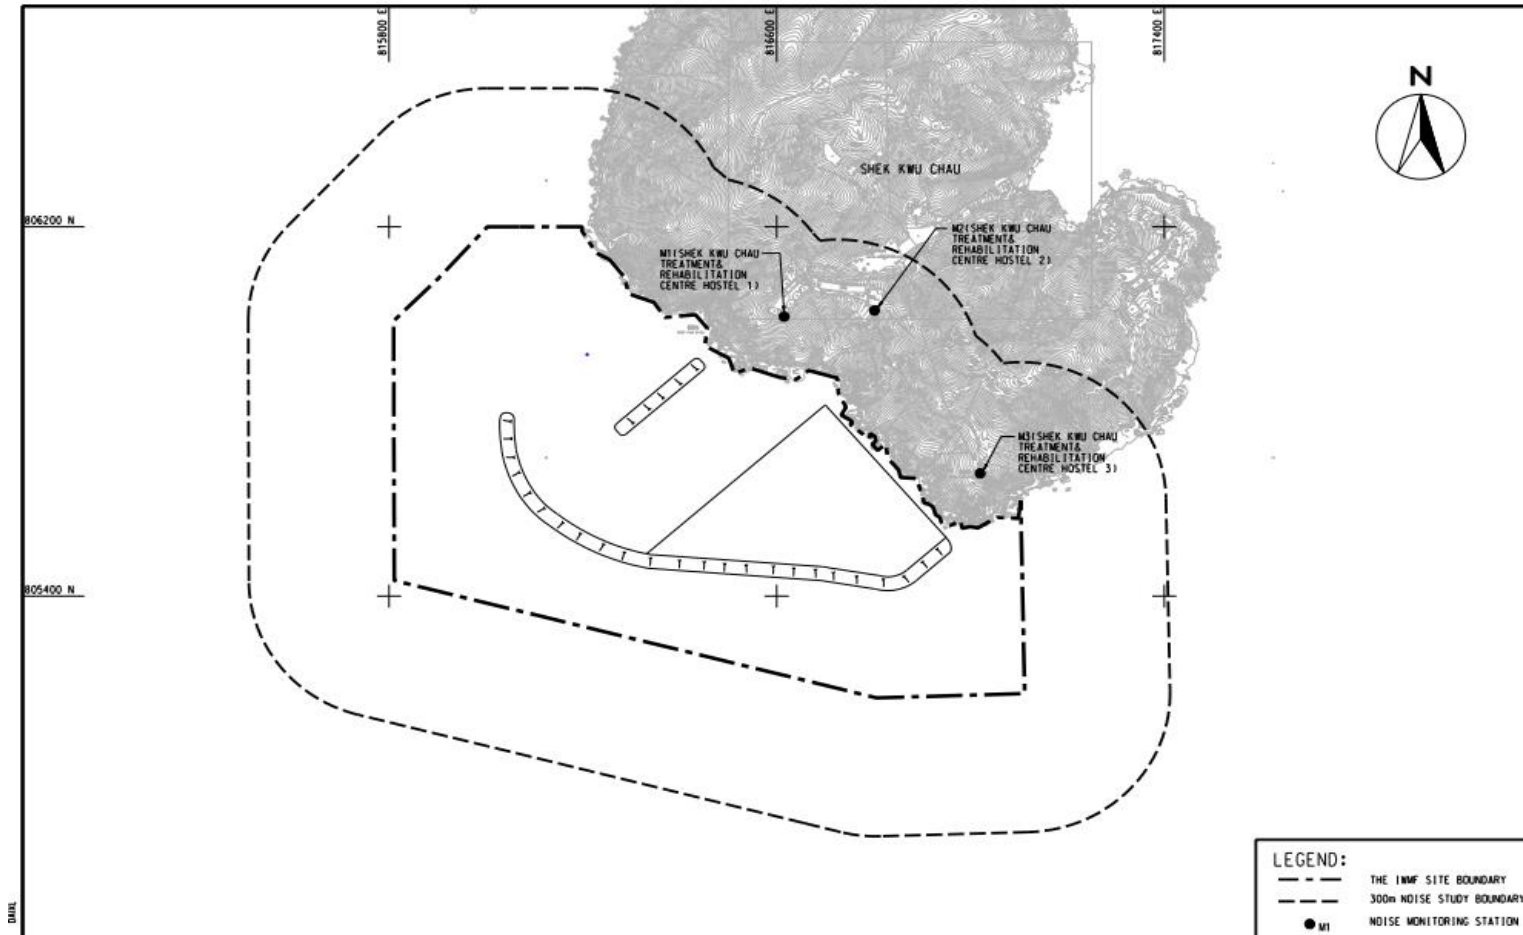 815800 E
816600 E
817400 E
N
SHEK KWU CHAU
806200 N
M1(SHEK KWU CHAU
TREATMENT&
REHABILITATION
CENTRE HOSTEL 1)
M2(SHEK KWU CHAU
TREATMENT&
REHABILITATION
CENTRE HOSTEL 2)
M3(SHEK KWU CHAU
TREATMENT&
REHABILITATION
CENTRE HOSTEL 3)
805400 N
LEGEND:
THE IWMF SITE BOUNDARY
300m NOISE STUDY BOUNDARY
M1 NOISE MONITORING STATION